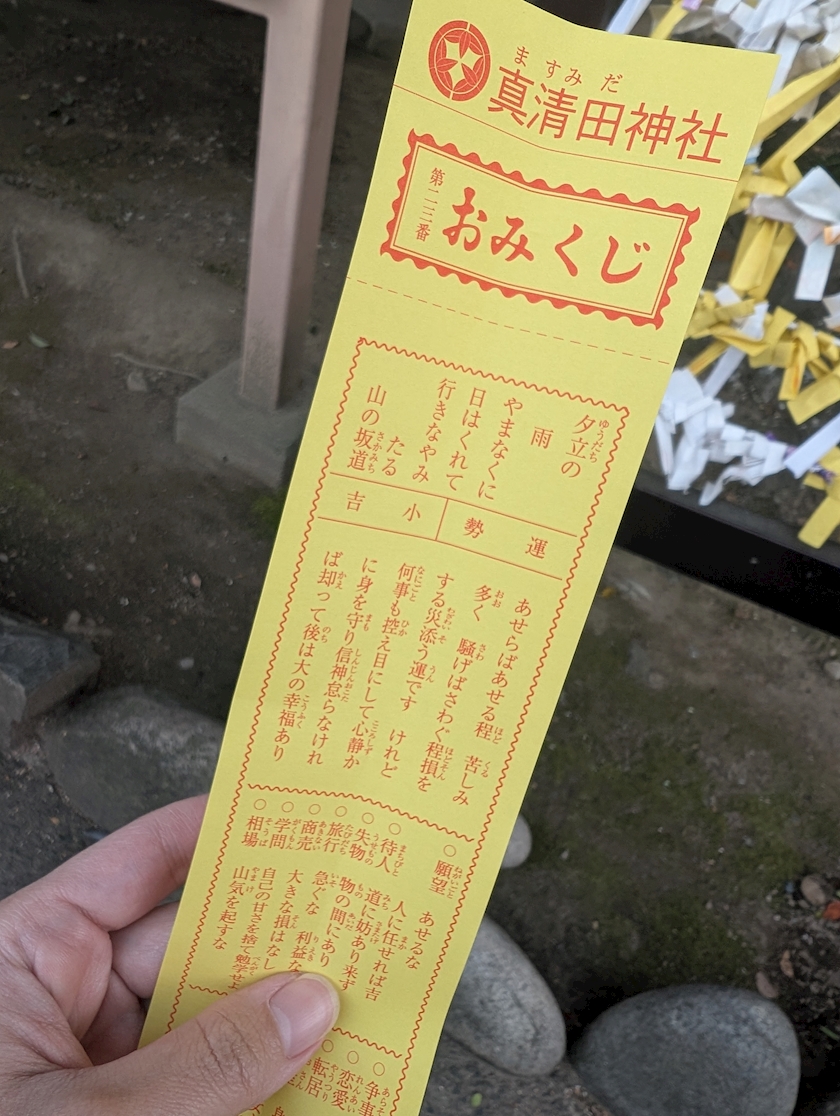 ますみだ
真清田神社
おみくじ
第二三番
夕立の
雨
やまなくに
日はくれて
行きなやみ
たる
山の坂道
運勢
小吉
あせらばあせる程 苦しみ
多く 騒げばさわぐ程損を
する災添う運です けれど
何事も控え目にして心静か
に身を守り信神怠らなけれ
ば却って後は大の幸福あり
○願望 あせるな
人に任せれば吉
○待人 道に妨あり来ず
○失物 物の間にあり
○旅行 急ぐな 利益な
○商売 大きな損はなし
○学問 自己の甘さを捨て勉学せよ
○相場 山気を起すな
○争事
○恋愛
○転居